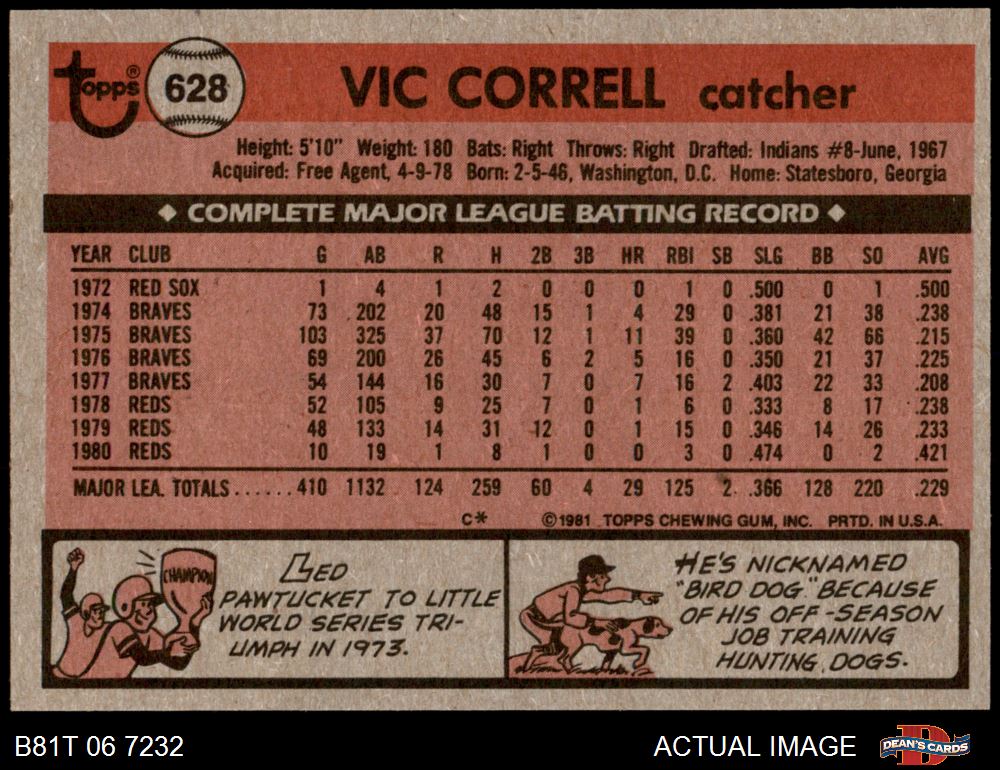 Topps® 628 VIC CORRELL catcher
Height: 5'10" Weight: 180 Bats: Right Throws: Right Drafted: Indians #8-June, 1967
Acquired: Free Agent, 4-9-78 Born: 2-5-46, Washington, D.C. Home: Statesboro, Georgia
◆ COMPLETE MAJOR LEAGUE BATTING RECORD ◆
YEAR CLUB G AB R H 2B 3B HR RBI SB SLG BB SO AVG
1972 RED SOX 1 4 1 2 0 0 0 1 0 .500 0 1 .500
1974 BRAVES 73 202 20 48 15 1 4 29 0 .381 21 38 .238
1975 BRAVES 103 325 37 70 12 1 11 39 0 .360 42 66 .215
1976 BRAVES 69 200 26 45 6 2 5 16 0 .350 21 37 .225
1977 BRAVES 54 144 16 30 7 0 7 16 2 .403 22 33 .208
1978 REDS 52 105 9 25 7 0 1 6 0 .333 8 17 .238
1979 REDS 48 133 14 31 12 0 1 15 0 .346 14 26 .233
1980 REDS 10 19 1 8 1 0 0 3 0 .474 0 2 .421
MAJOR LEA. TOTALS......410 1132 124 259 60 4 29 125 2 .366 128 220 .229
C* ©1981 TOPPS CHEWING GUM, INC. PRTD. IN U.S.A.
CHAMPION
LED
PAWTUCKET TO LITTLE
WORLD SERIES TRI-
UMPH IN 1973.
HE'S NICKNAMED
"BIRD DOG" BECAUSE
OF HIS OFF-SEASON
JOB TRAINING
HUNTING DOGS.
B81T 06 7232 ACTUAL IMAGE D DEAN'S CARDS